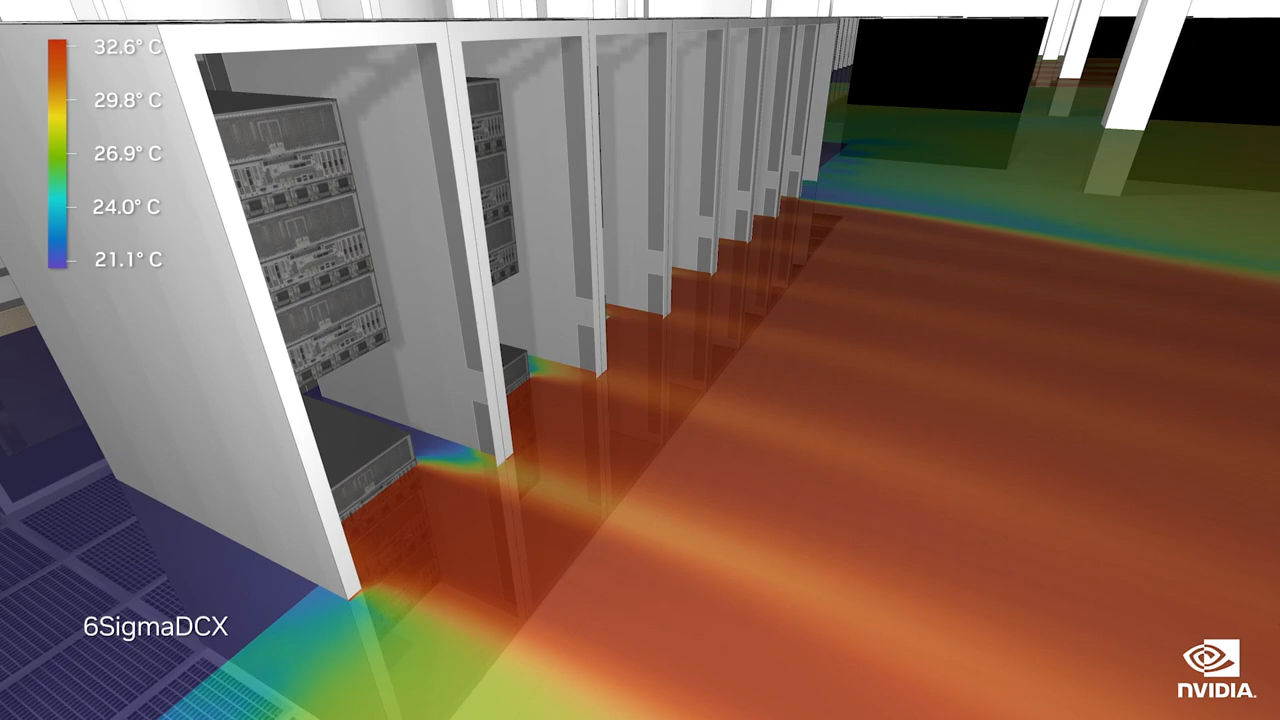 32.6° C
29.8° C
26.9° C
24.0° C
21.1° C
6SigmaDCX
NVIDIA.